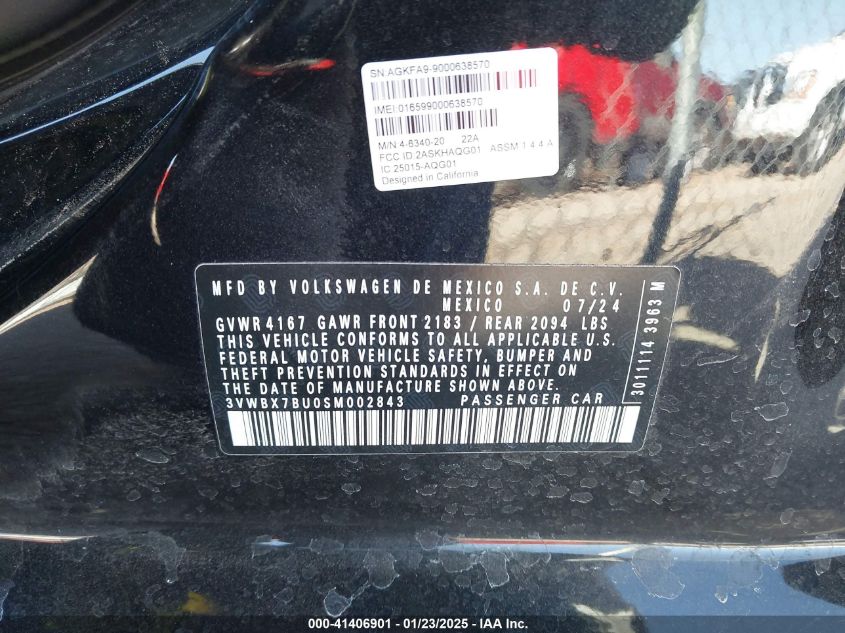 SN.AGKFA9-9000638570
IMEI:016599000638570
M/N 4-6340-20 22A
FCC ID:2ASKHAQG01 ASSM 1 4 4 A
IC:25015-AQG01
Designed in California
MFD BY VOLKSWAGEN DE MEXICO S.A. DE C.V.
MEXICO 07/24
GVWR 4167 GAWR FRONT 2183 / REAR 2094 LBS
THIS VEHICLE CONFORMS TO ALL APPLICABLE U.S.
FEDERAL MOTOR VEHICLE SAFETY, BUMPER AND
THEFT PREVENTION STANDARDS IN EFFECT ON
THE DATE OF MANUFACTURE SHOWN ABOVE.
3VWBX7BU0SM002843 PASSENGER CAR
3011114 3963 M
000-41406901 - 01/23/2025 - IAA Inc.